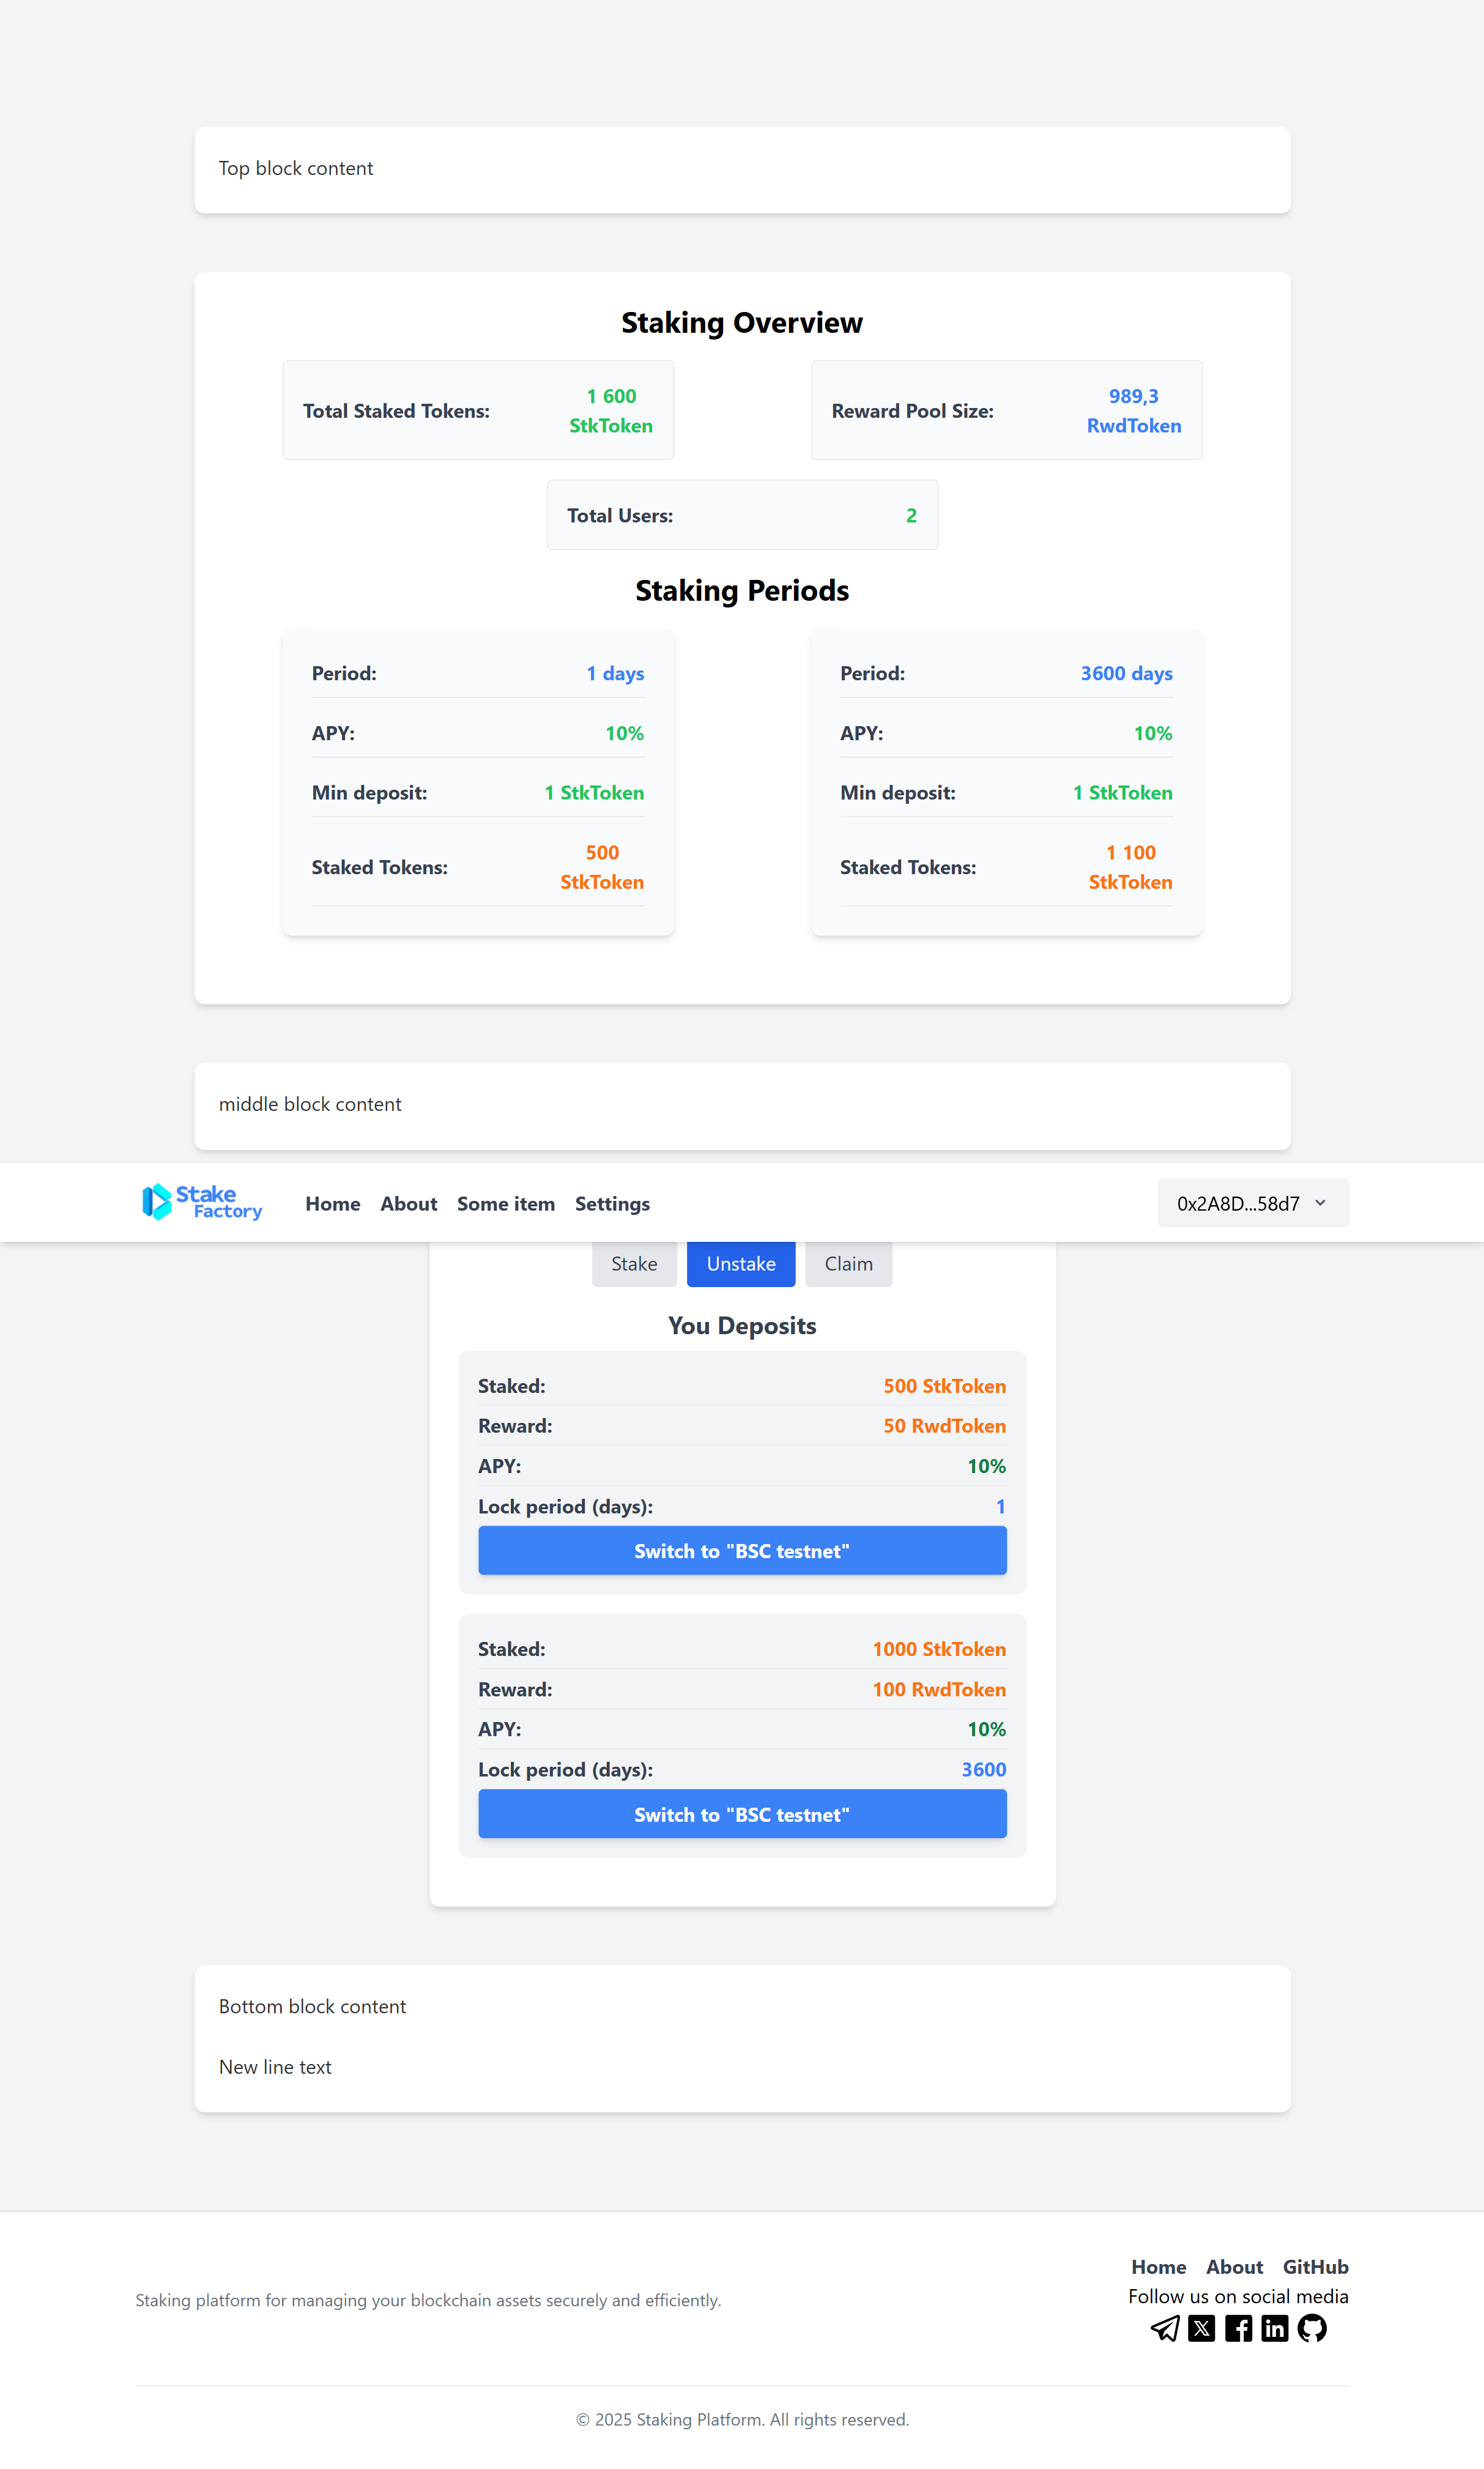 Top block content
Staking Overview
Total Staked Tokens:
1 600
StkToken
Reward Pool Size:
989,3
RwdToken
Total Users:
2
Staking Periods
Period:
1 days
APY:
10%
Min deposit:
1 StkToken
Staked Tokens:
500
StkToken
Period:
3600 days
APY:
10%
Min deposit:
1 StkToken
Staked Tokens:
1 100
StkToken
middle block content
Stake
Factory
Home
About
Some item
Settings
0x2A8D...58d7
Stake
Unstake
Claim
You Deposits
Staked:
500 StkToken
Reward:
50 RwdToken
APY:
10%
Lock period (days):
1
Switch to "BSC testnet"
Staked:
1000 StkToken
Reward:
100 RwdToken
APY:
10%
Lock period (days):
3600
Switch to "BSC testnet"
Bottom block content
New line text
Staking platform for managing your blockchain assets securely and efficiently.
Home
About
GitHub
Follow us on social media
© 2025 Staking Platform. All rights reserved.